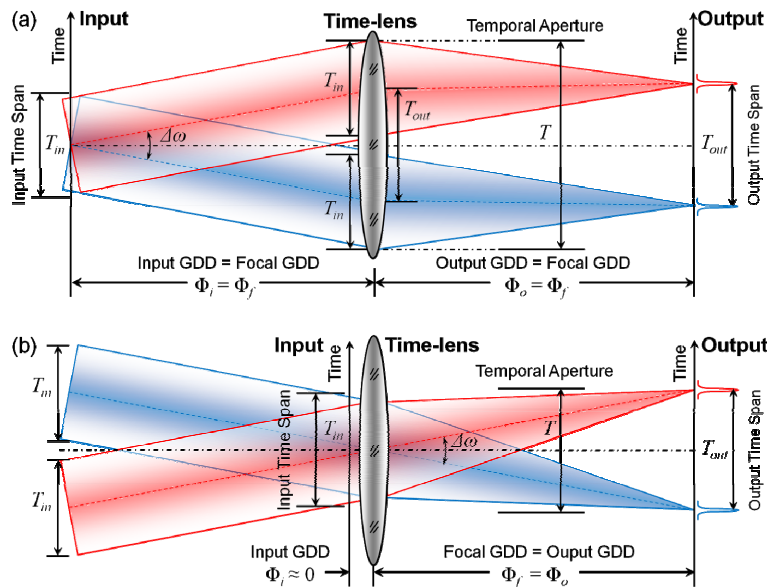 (a)
Input
Time-lens
Temporal Aperture
Output
Time
Time
Input Time Span
T_in
Δω
T_in
T_out
T
T_in
T_out
Output Time Span
Input GDD = Focal GDD
Output GDD = Focal GDD
Φ_i = Φ_f
Φ_o = Φ_f
(b)
Input
Time-lens
Temporal Aperture
Output
Time
Time
T_in
Input Time Span
T_in
Δω
T
T_out
Output Time Span
T_in
Input GDD
Focal GDD = Ouput GDD
Φ_i ≈ 0
Φ_f = Φ_o